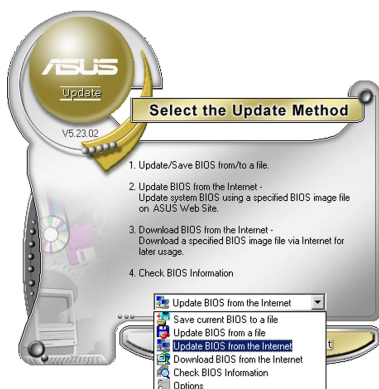 ASUS
Update
V5.23.02
Select the Update Method
1. Update/Save BIOS from/to a file.
2. Update BIOS from the Internet -
Update system BIOS using a specified BIOS image file
on ASUS Web Site.
3. Download BIOS from the Internet -
Download a specified BIOS image file via Internet for
later usage.
4. Check BIOS Information
Update BIOS from the Internet
Save current BIOS to a file
Update BIOS from a file
Update BIOS from the Internet
Download BIOS from the Internet
Check BIOS Information
Options